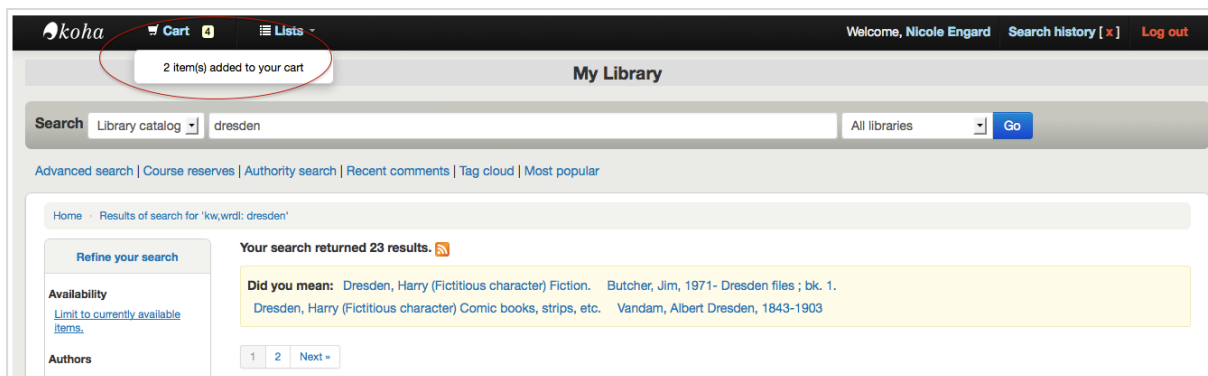 koha Cart 4 Lists Welcome, Nicole Engard Search history [ x ] Log out
2 item(s) added to your cart
My Library
Search Library catalog dresden All libraries Go
Advanced search | Course reserves | Authority search | Recent comments | Tag cloud | Most popular
Home · Results of search for 'kw,wrdl: dresden'
Refine your search
Availability
Limit to currently available
items.
Authors
Your search returned 23 results.
Did you mean: Dresden, Harry (Fictitious character) Fiction. Butcher, Jim, 1971- Dresden files ; bk. 1.
Dresden, Harry (Fictitious character) Comic books, strips, etc. Vandam, Albert Dresden, 1843-1903
1 2 Next »